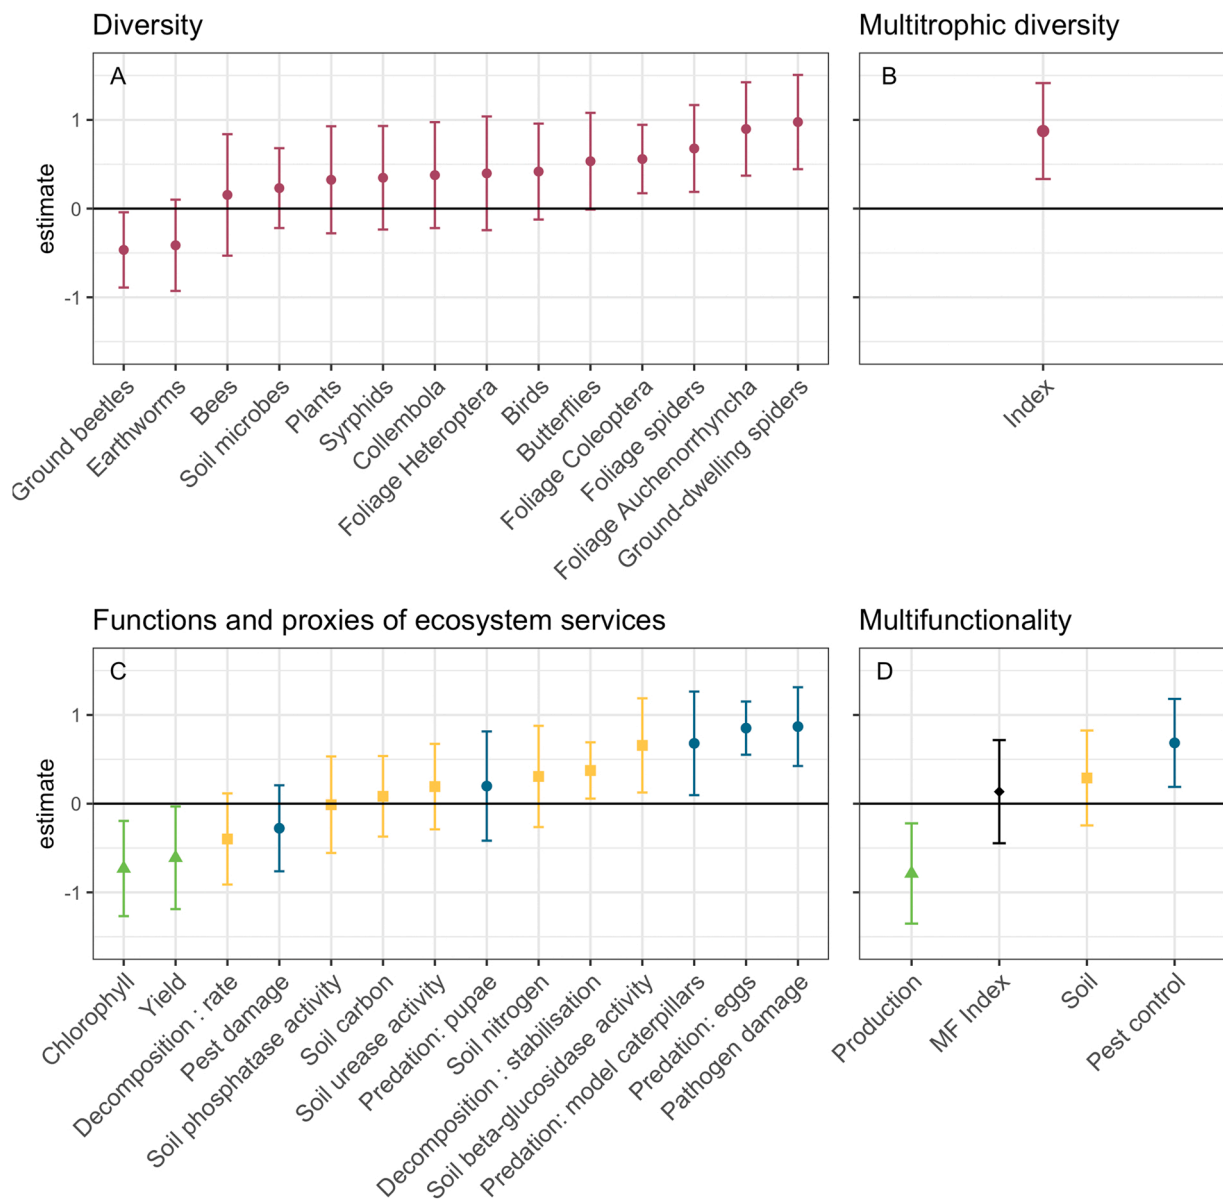 Diversity
Multitrophic diversity
A
B
estimate
1
0
-1
Ground beetles
Earthworms
Bees
Soil microbes
Plants
Syrphids
Collembola
Foliage Heteroptera
Birds
Butterflies
Foliage Coleoptera
Foliage spiders
Foliage Auchenorrhyncha
Ground-dwelling spiders
Index
Functions and proxies of ecosystem services
Multifunctionality
C
D
estimate
1
0
-1
Chlorophyll
Yield
Decomposition : rate
Pest damage
Soil phosphatase activity
Soil carbon
Soil urease activity
Predation: pupae
Soil nitrogen
Decomposition : stabilisation
Soil beta-glucosidase activity
Predation: model caterpillars
Predation: eggs
Pathogen damage
Production
MF Index
Soil
Pest control